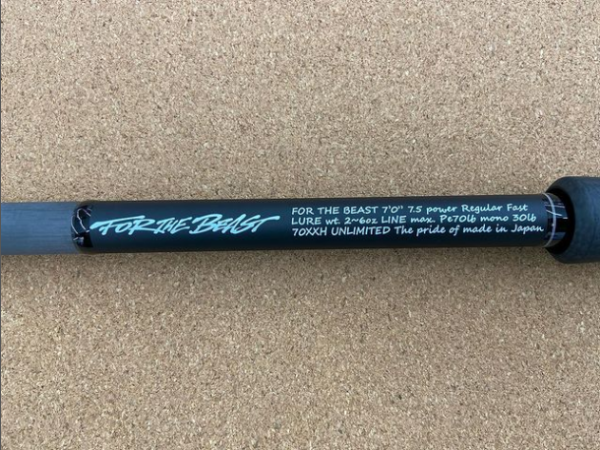 FOR THE BEAST
FOR THE BEAST 7'0" 7.5 power Regular Fast
LURE wt. 2~6oz LINE max. Pe70lb mono 30lb
70XXH UNLIMITED The pride of made in Japan